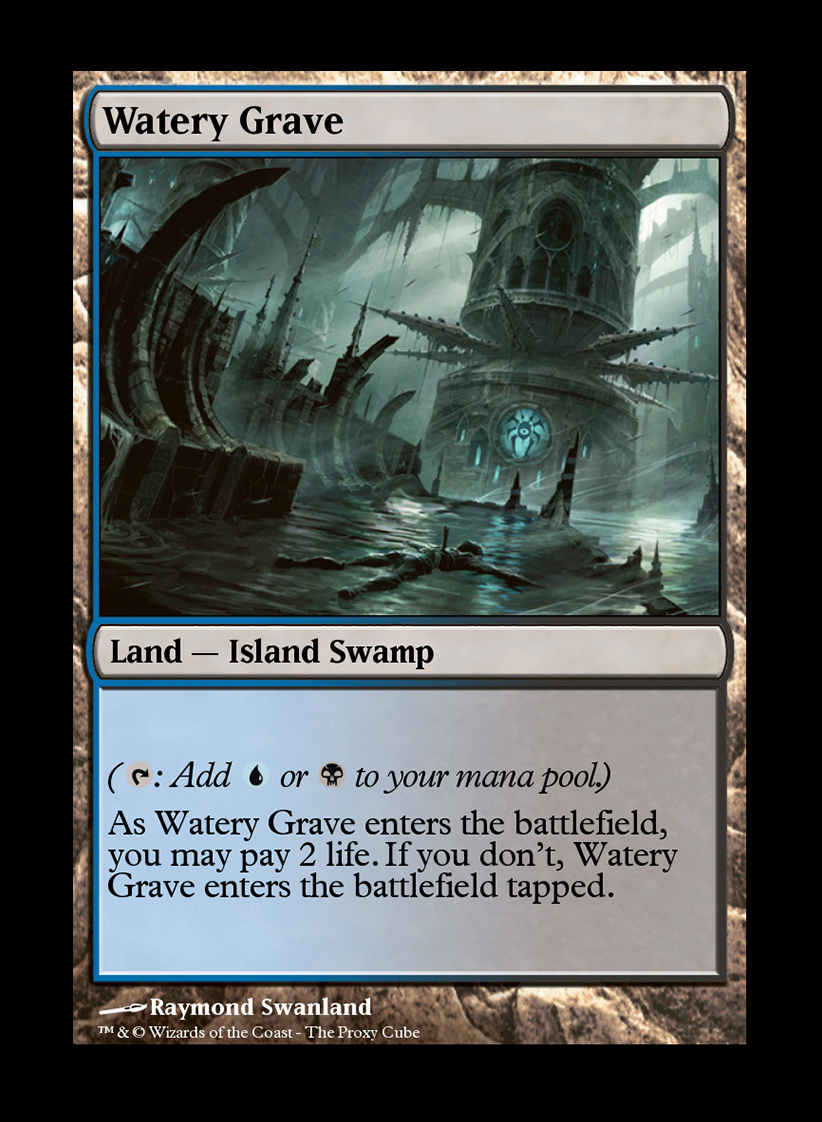 Watery Grave
Land — Island Swamp
( : Add or to your mana pool.)
As Watery Grave enters the battlefield,
you may pay 2 life. If you don't, Watery
Grave enters the battlefield tapped.
Raymond Swanland
™ & © Wizards of the Coast - The Proxy Cube